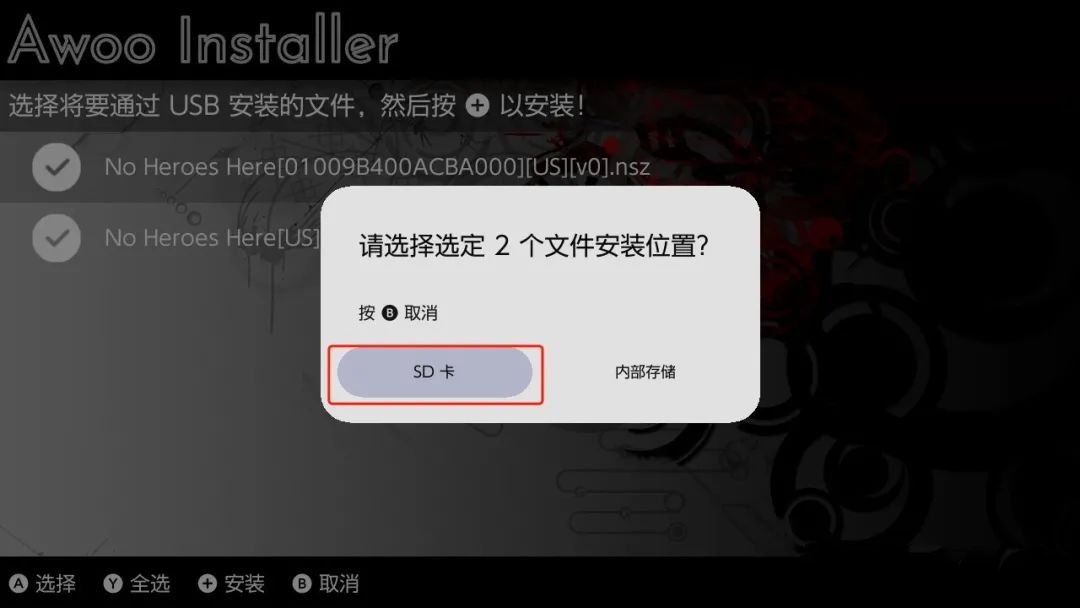 Awoo Installer
选择将要通过 USB 安装的文件，然后按 + 以安装！
No Heroes Here[01009B400ACBA000][US][v0].nsz
No Heroes Here[US]
请选择选定 2 个文件安装位置？
按 B 取消
SD 卡 内部存储
A 选择 Y 全选 + 安装 B 取消